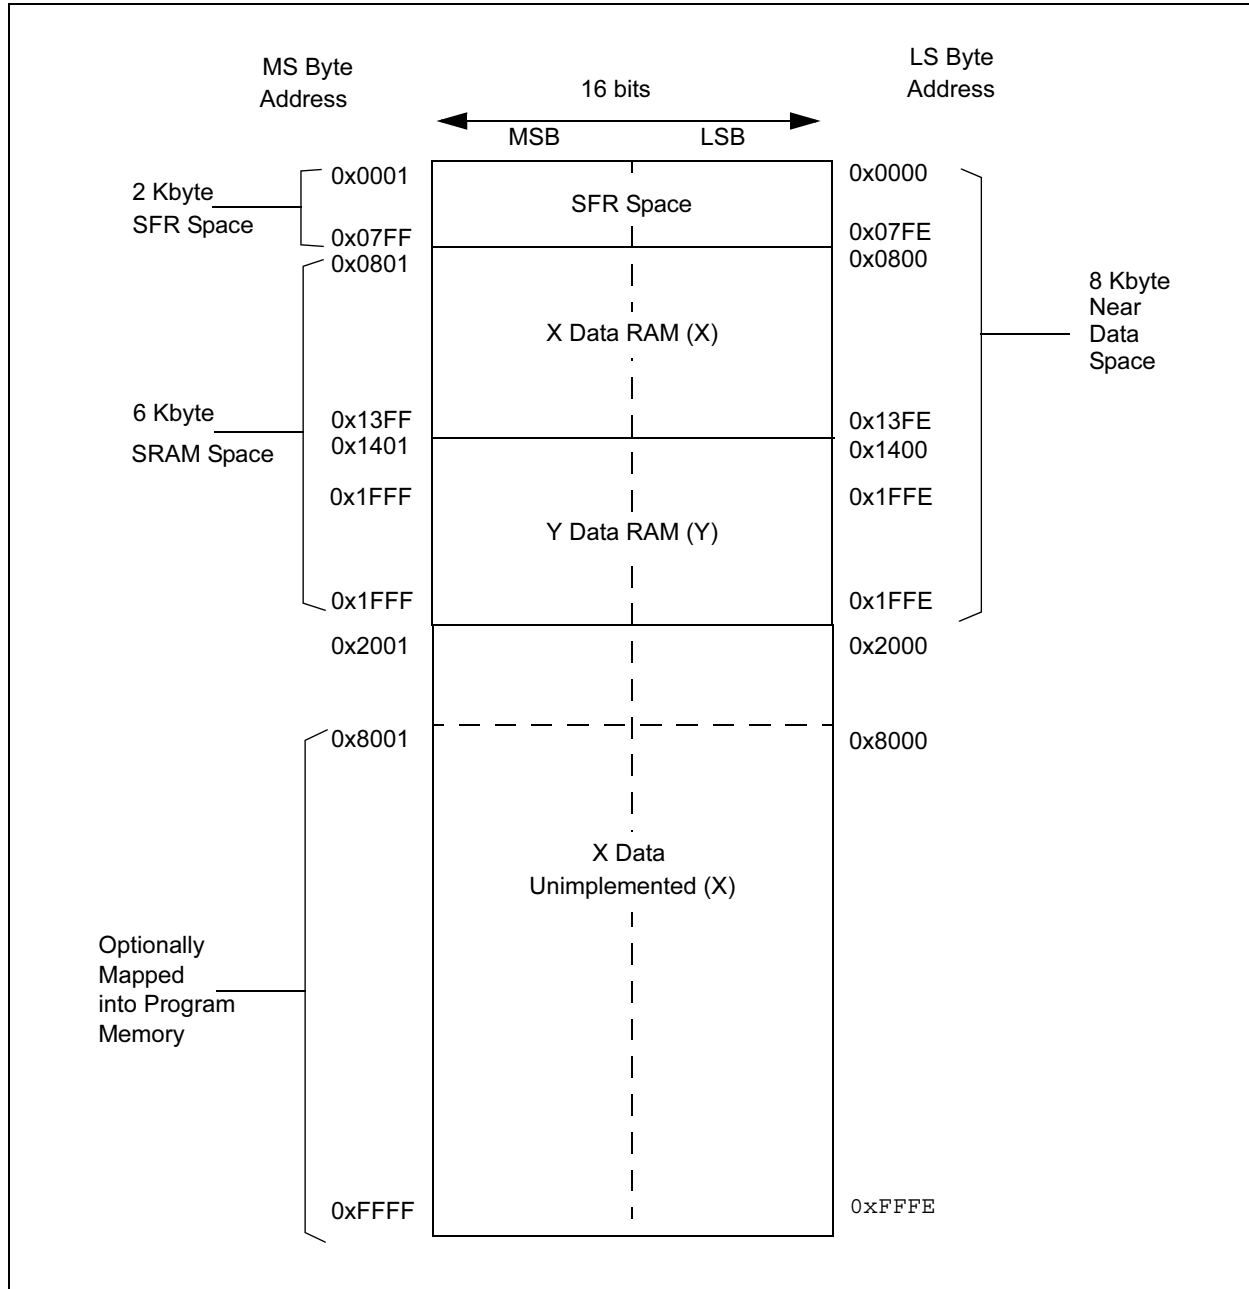 MS Byte
Address
16 bits
LS Byte
Address
MSB
LSB
2 Kbyte
SFR Space
0x0001
SFR Space
0x0000
0x07FF
0x07FE
0x0801
0x0800
X Data RAM (X)
8 Kbyte
Near
Data
Space
6 Kbyte
SRAM Space
0x13FF
0x13FE
0x1401
0x1400
0x1FFF
0x1FFE
Y Data RAM (Y)
0x1FFF
0x1FFE
0x2001
0x2000
0x8001
0x8000
X Data
Unimplemented (X)
Optionally
Mapped
into Program
Memory
0xFFFF
0xFFFE